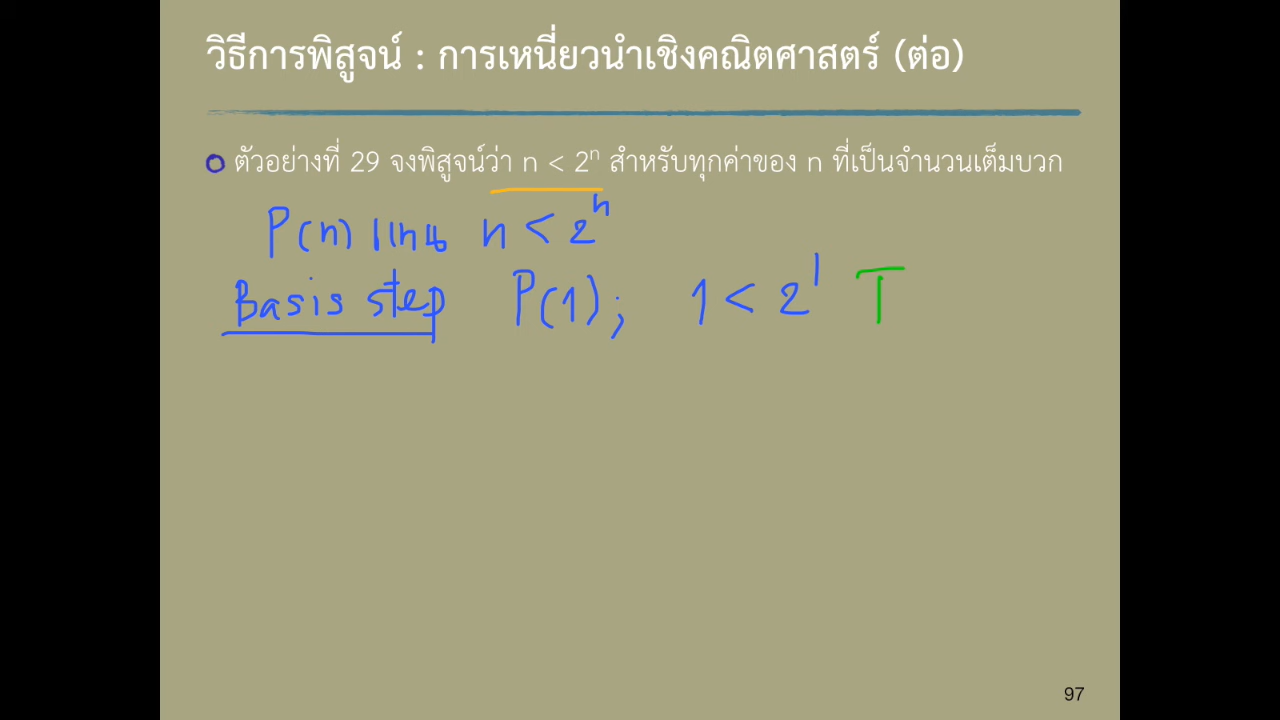 วิธีการพิสูจน์ : การเหนี่ยวนำเชิงคณิตศาสตร์ (ต่อ)
ตัวอย่างที่ 29 จงพิสูจน์ว่า n < 2ⁿ สำหรับทุกค่าของ n ที่เป็นจำนวนเต็มบวก
P(n) แทน n < 2ⁿ
Basis step P(1); 1 < 2¹ T
97